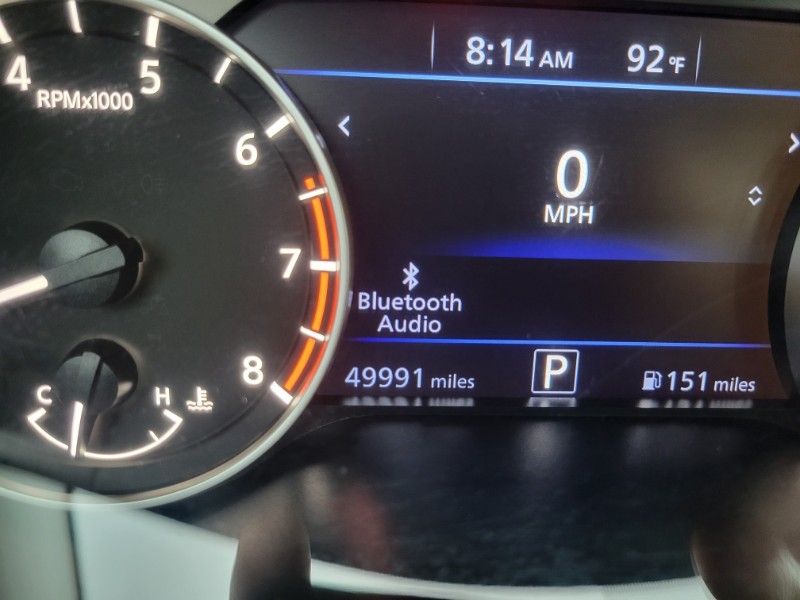 8:14 AM 92°F
4 5
RPMx1000
6
0
MPH
7
Bluetooth
Audio
8
49991 miles P 151 miles
C H